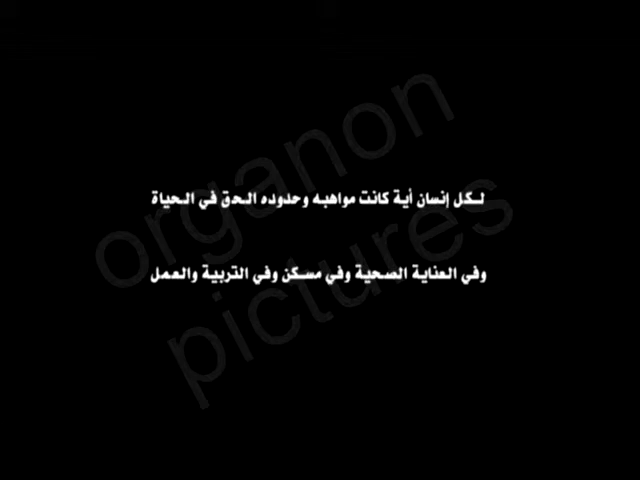 لكل إنسان أية كانت مواهبه وحدوده الحق في الحياة
وفي العناية الصحية وفي مسكن وفي التربية والعمل
organon
pictures